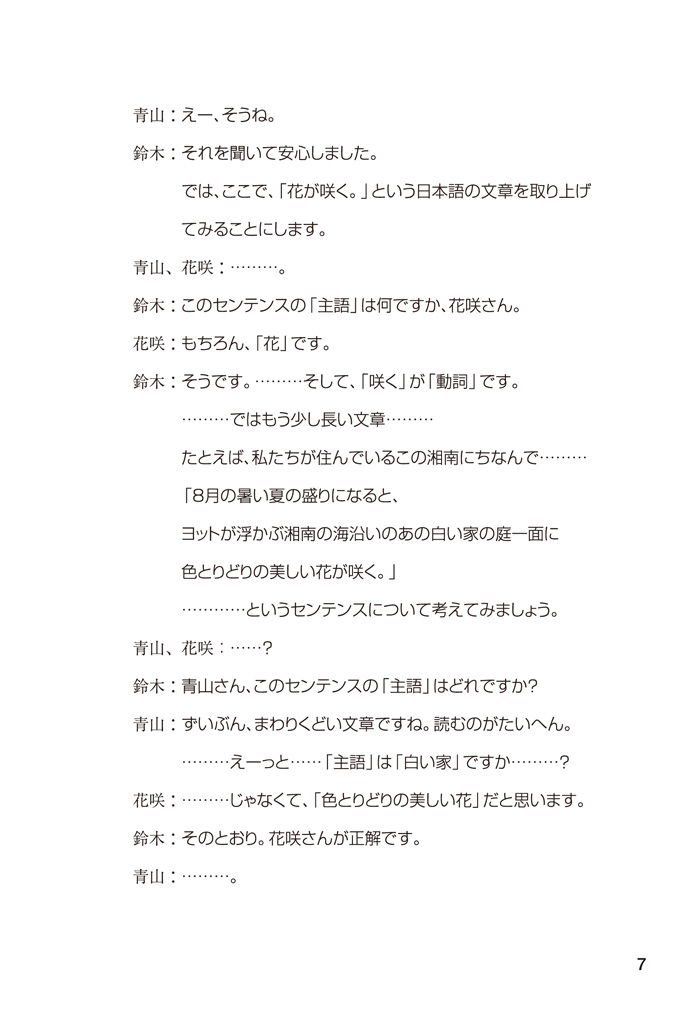 青山：えー、そうね。
鈴木：それを聞いて安心しました。
では、ここで、「花が咲く。」という日本語の文章を取り上げ
てみることにします。
青山、花咲：………。
鈴木：このセンテンスの「主語」は何ですか、花咲さん。
花咲：もちろん、「花」です。
鈴木：そうです。………そして、「咲く」が「動詞」です。
………ではもう少し長い文章………
たとえば、私たちが住んでいるこの湘南にちなんで………
「8月の暑い夏の盛りになると、
ヨットが浮かぶ湘南の海沿いのあの白い家の庭一面に
色とりどりの美しい花が咲く。」
…………というセンテンスについて考えてみましょう。
青山、花咲：……?
鈴木：青山さん、このセンテンスの「主語」はどれですか?
青山：ずいぶん、まわりくどい文章ですね。読むのがたいへん。
………えーっと……「主語」は「白い家」ですか………?
花咲：………じゃなくて、「色とりどりの美しい花」だと思います。
鈴木：そのとおり。花咲さんが正解です。
青山：………。
7